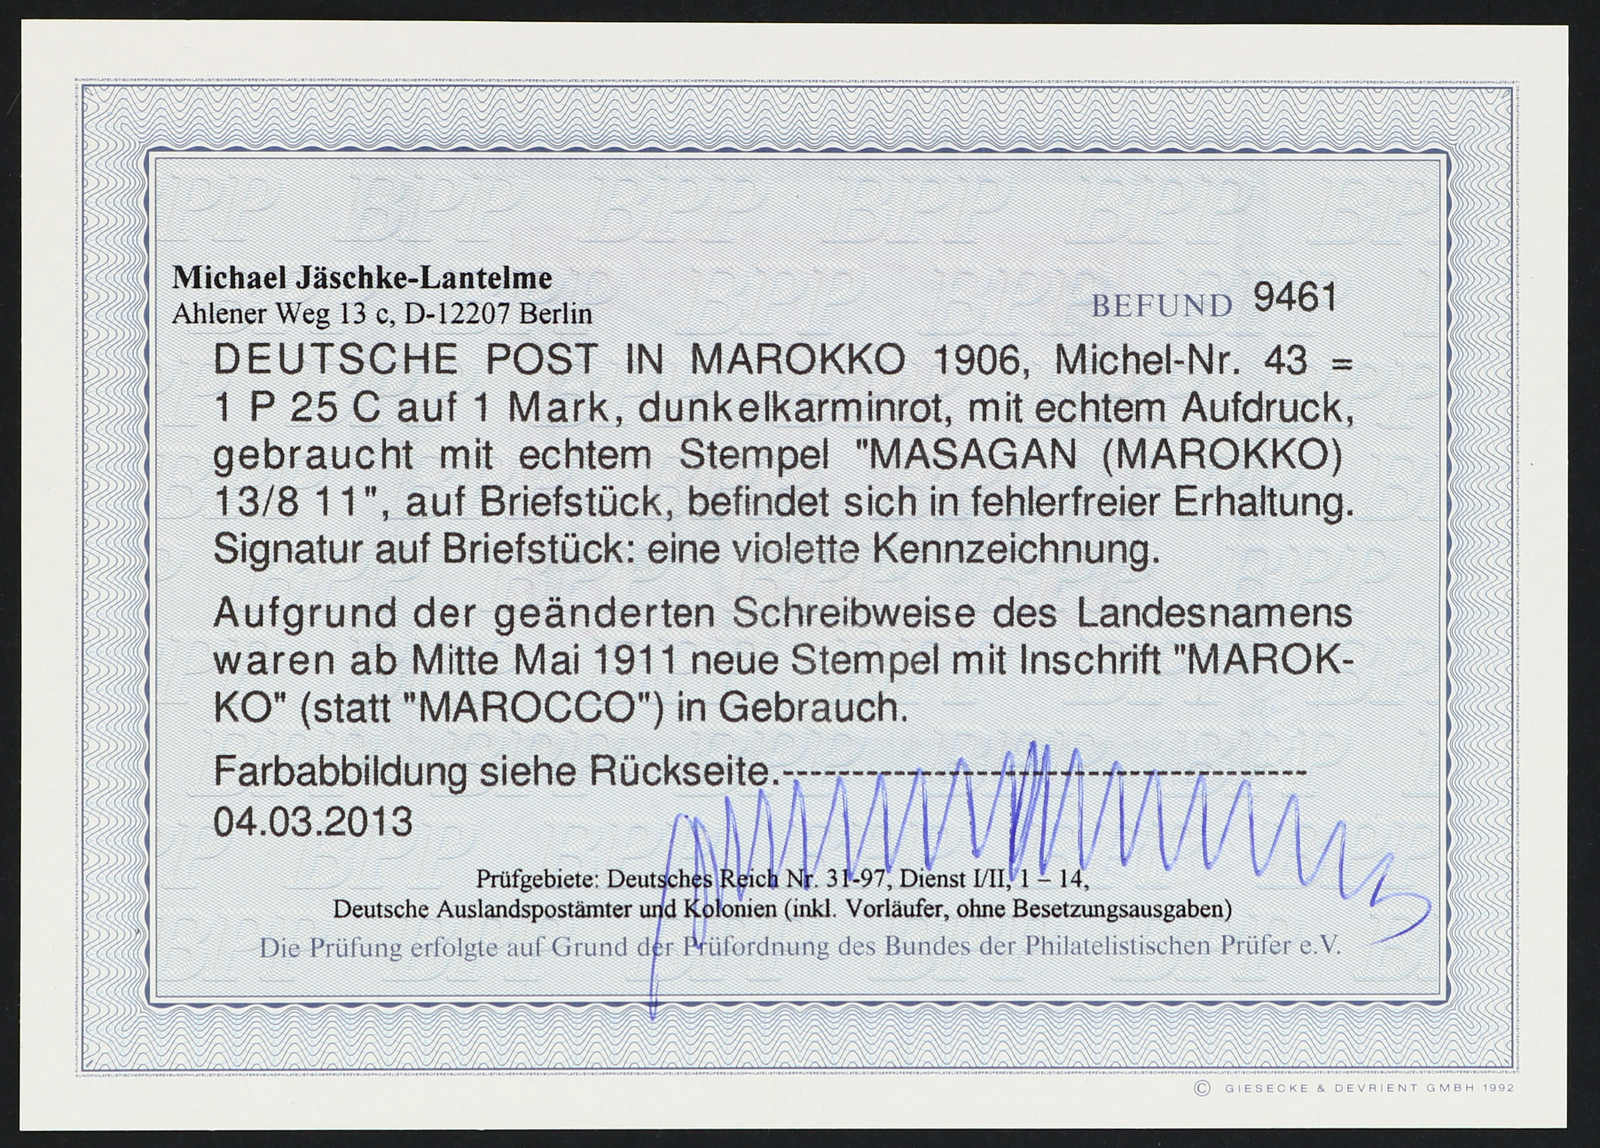 Michael Jäschke-Lantelme
Ahlener Weg 13 c, D-12207 Berlin
BEFUND 9461
DEUTSCHE POST IN MAROKKO 1906, Michel-Nr. 43 =
1 P 25 C auf 1 Mark, dunkelkarminrot, mit echtem Aufdruck,
gebraucht mit echtem Stempel "MASAGAN (MAROKKO)
13/8 11", auf Briefstück, befindet sich in fehlerfreier Erhaltung.
Signatur auf Briefstück: eine violette Kennzeichnung.
Aufgrund der geänderten Schreibweise des Landesnamens
waren ab Mitte Mai 1911 neue Stempel mit Inschrift "MAROK-
KO" (statt "MAROCCO") in Gebrauch.
Farbabbildung siehe Rückseite.--------------------------------------
04.03.2013
Prüfgebiete: Deutsches Reich Nr. 31-97, Dienst I/II, 1 – 14,
Deutsche Auslandspostämter und Kolonien (inkl. Vorläufer, ohne Besetzungsausgaben)
Die Prüfung erfolgte auf Grund der Prüfordnung des Bundes der Philatelistischen Prüfer e.V.
© GIESECKE & DEVRIENT GMBH 1992